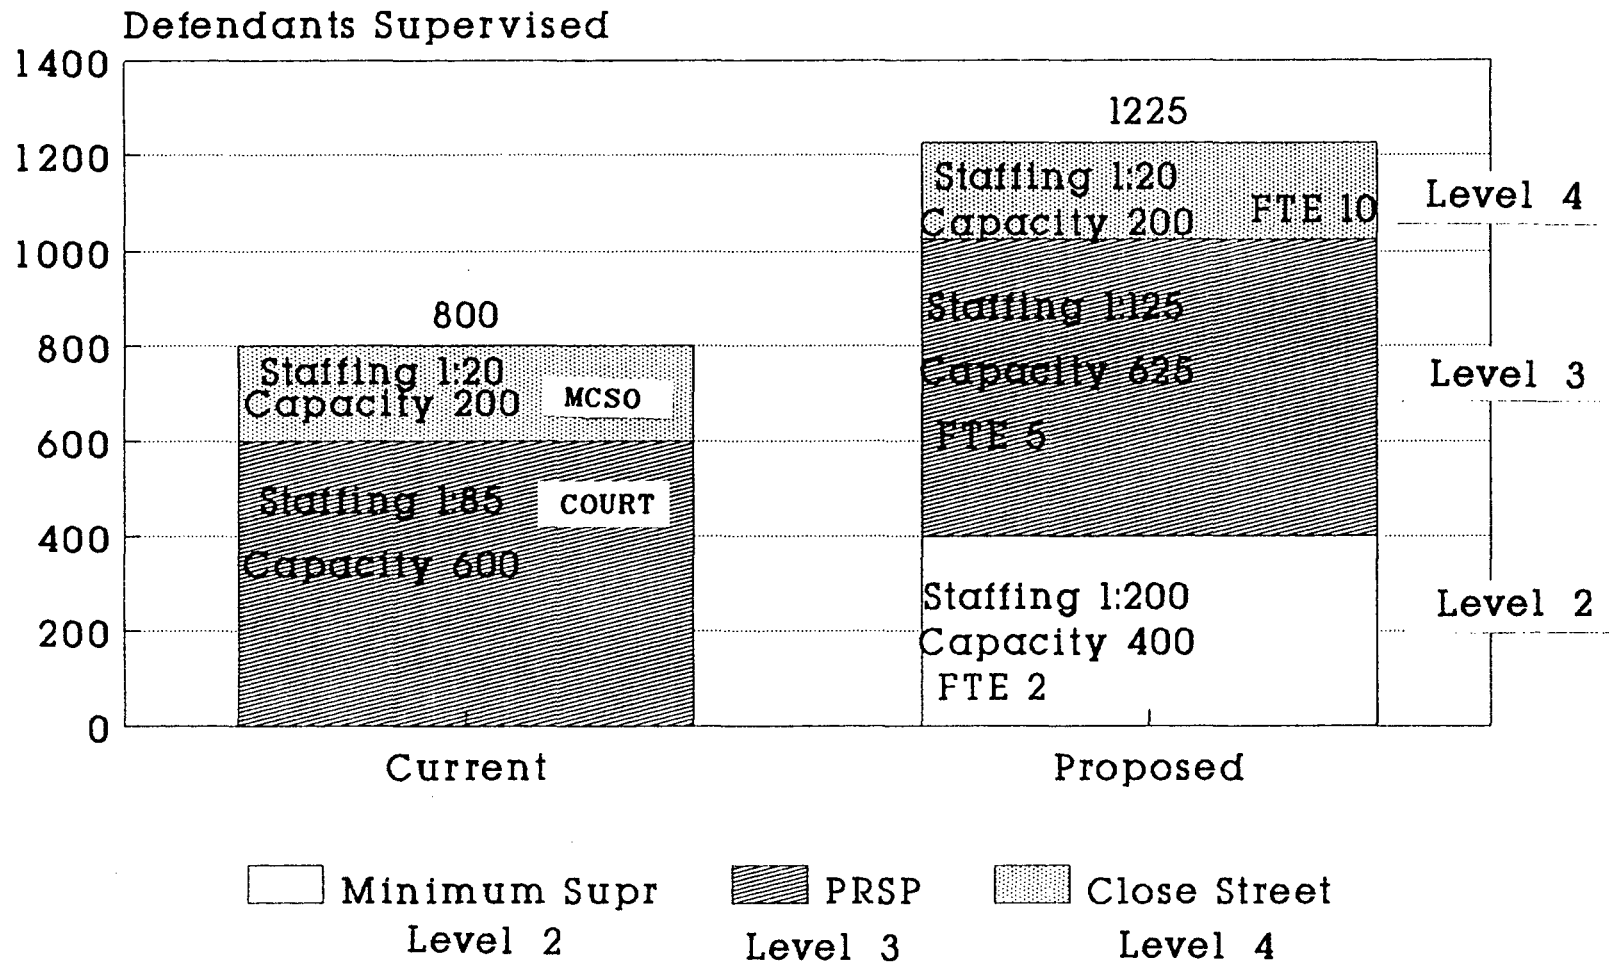 Defendants Supervised
1400
1200
1000
800
600
400
200
0
800
Staffing 1:20
Capacity 200
MCSO
Staffing 1:85
COURT
Capacity 600
1225
Staffing 1:20
Capacity 200
FTE 10
Staffing 1:125
Capacity 625
FTE 5
Staffing 1:200
Capacity 400
FTE 2
Level 4
Level 3
Level 2
Current
Proposed
Minimum Supr
Level 2
PRSP
Level 3
Close Street
Level 4